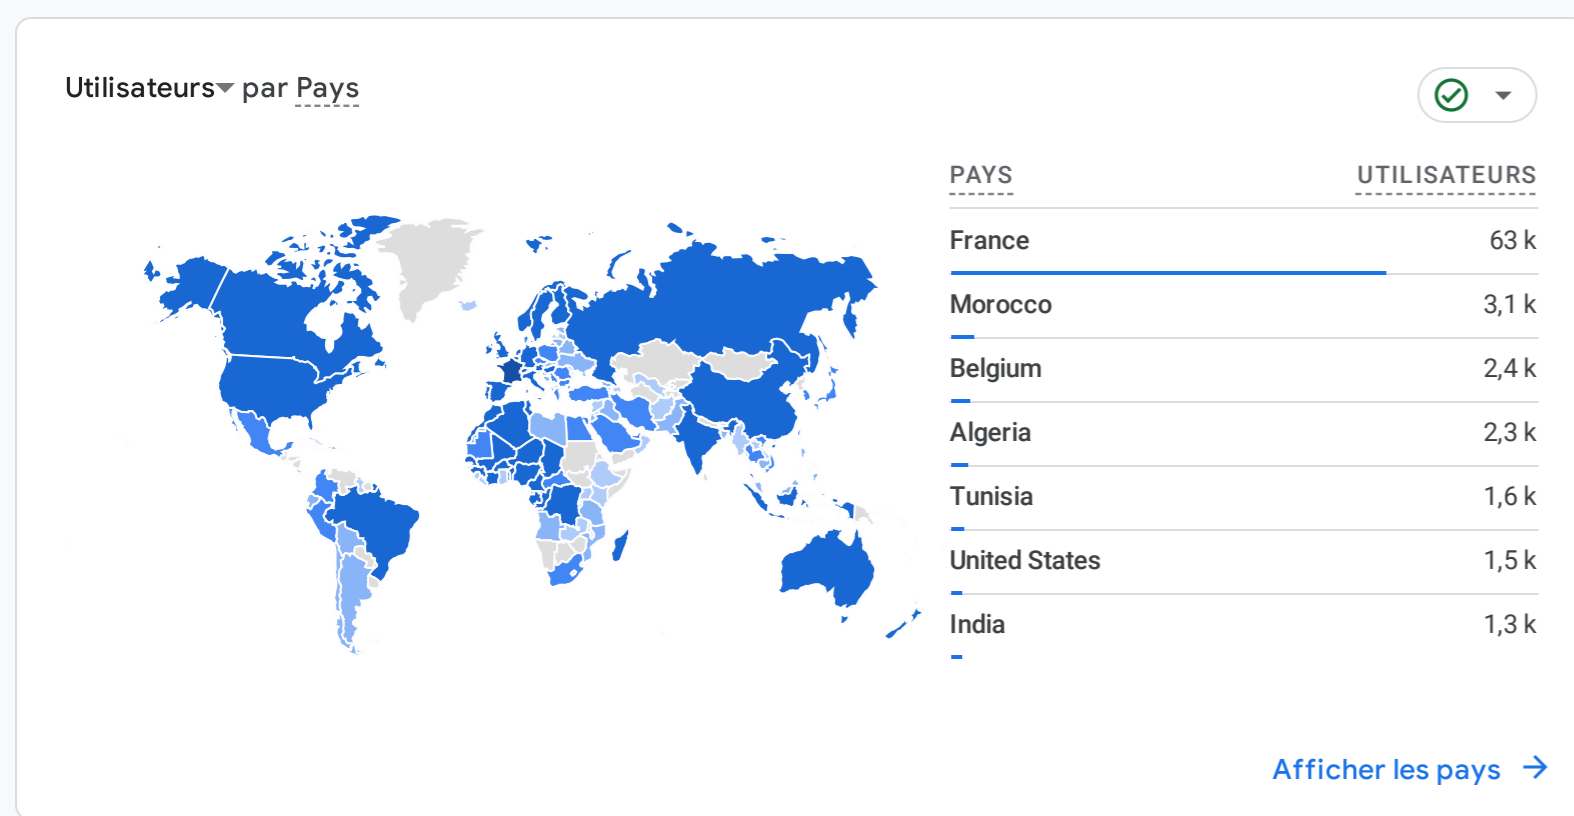 Utilisateurs par Pays
PAYS UTILISATEURS
France 63 k
Morocco 3,1 k
Belgium 2,4 k
Algeria 2,3 k
Tunisia 1,6 k
United States 1,5 k
India 1,3 k
Afficher les pays